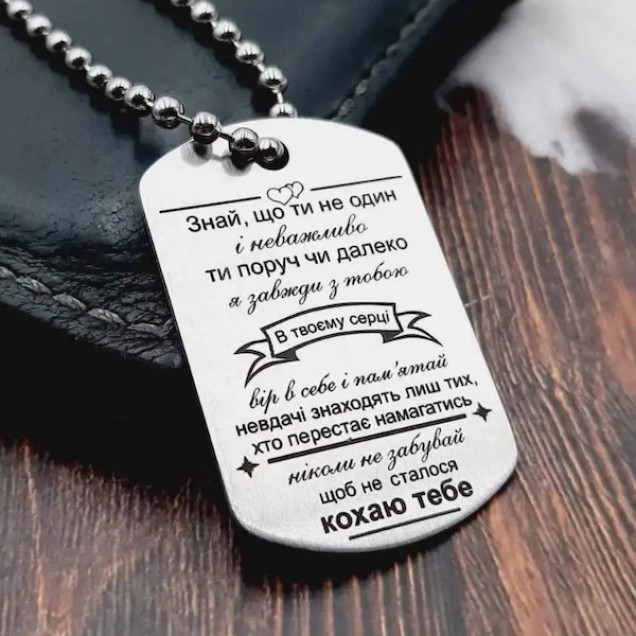 Знай, що ти не один
і неважливо
ти поруч чи далеко
я завжди з тобою
В твоєму серці
вір в себе і пам'ятай
невдачі знаходять лиш тих,
хто перестає намагатись
ніколи не забувай
щоб не сталося
кохаю тебе